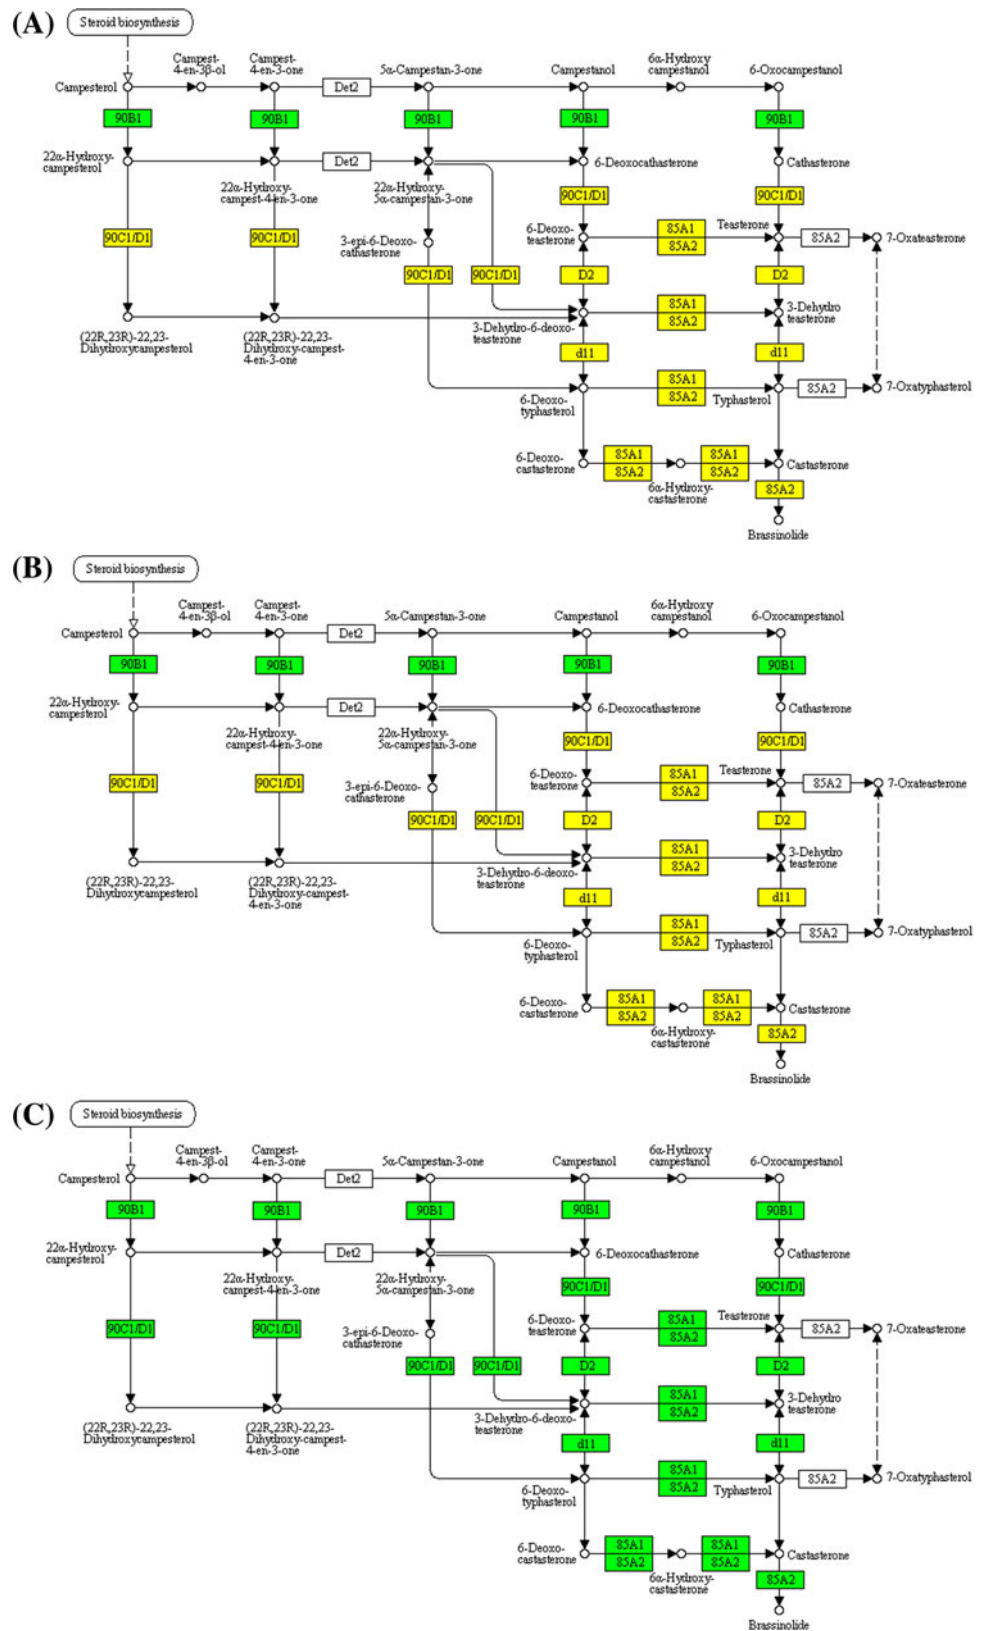 (A)
Steroid biosynthesis
Campest-
4-en-3β-ol
Campest-
4-en-3-one
5α-Campestan-3-one
Campestanol
6α-Hydroxy
campestanol
6-Oxocampestanol
Campesterol
Det2
90B1
90B1
90B1
90B1
90B1
22α-Hydroxy-
campesterol
Det2
6-Deoxocathasterone
Cathasterone
22α-Hydroxy-
campest-4-en-3-one
22α-Hydroxy-
5α-campestan-3-one
90C1/D1
90C1/D1
90C1/D1
90C1/D1
3-epi-6-Deoxo-
cathasterone
6-Deoxo-
teasterone
85A1
85A2
Teasterone
85A2
7-Oxateasterone
90C1/D1
90C1/D1
D2
D2
(22R,23R)-22,23-
Dihydroxycampesterol
(22R,23R)-22,23-
Dihydroxy-campest-
4-en-3-one
3-Dehydro-6-deoxo-
teasterone
85A1
85A2
3-Dehydro
teasterone
d11
d11
6-Deoxo-
typhasterol
85A1
85A2
Typhasterol
85A2
7-Oxatyphasterol
6-Deoxo-
castasterone
85A1
85A2
6α-Hydroxy-
castasterone
85A1
85A2
Castasterone
85A2
Brassinolide
(B)
Steroid biosynthesis
Campest-
4-en-3β-ol
Campest-
4-en-3-one
5α-Campestan-3-one
Campestanol
6α-Hydroxy
campestanol
6-Oxocampestanol
Campesterol
Det2
90B1
90B1
90B1
90B1
90B1
22α-Hydroxy-
campesterol
Det2
6-Deoxocathasterone
Cathasterone
22α-Hydroxy-
campest-4-en-3-one
22α-Hydroxy-
5α-campestan-3-one
90C1/D1
90C1/D1
90C1/D1
90C1/D1
3-epi-6-Deoxo-
cathasterone
6-Deoxo-
teasterone
85A1
85A2
Teasterone
85A2
7-Oxateasterone
90C1/D1
90C1/D1
D2
D2
(22R,23R)-22,23-
Dihydroxycampesterol
(22R,23R)-22,23-
Dihydroxy-campest-
4-en-3-one
3-Dehydro-6-deoxo-
teasterone
85A1
85A2
3-Dehydro
teasterone
d11
d11
6-Deoxo-
typhasterol
85A1
85A2
Typhasterol
85A2
7-Oxatyphasterol
6-Deoxo-
castasterone
85A1
85A2
6α-Hydroxy-
castasterone
85A1
85A2
Castasterone
85A2
Brassinolide
(C)
Steroid biosynthesis
Campest-
4-en-3β-ol
Campest-
4-en-3-one
5α-Campestan-3-one
Campestanol
6α-Hydroxy
campestanol
6-Oxocampestanol
Campesterol
Det2
90B1
90B1
90B1
90B1
90B1
22α-Hydroxy-
campesterol
Det2
6-Deoxocathasterone
Cathasterone
22α-Hydroxy-
campest-4-en-3-one
22α-Hydroxy-
5α-campestan-3-one
90C1/D1
90C1/D1
90C1/D1
90C1/D1
3-epi-6-Deoxo-
cathasterone
6-Deoxo-
teasterone
85A1
85A2
Teasterone
85A2
7-Oxateasterone
90C1/D1
90C1/D1
D2
D2
(22R,23R)-22,23-
Dihydroxycampesterol
(22R,23R)-22,23-
Dihydroxy-campest-
4-en-3-one
3-Dehydro-6-deoxo-
teasterone
85A1
85A2
3-Dehydro
teasterone
d11
d11
6-Deoxo-
typhasterol
85A1
85A2
Typhasterol
85A2
7-Oxatyphasterol
6-Deoxo-
castasterone
85A1
85A2
6α-Hydroxy-
castasterone
85A1
85A2
Castasterone
85A2
Brassinolide